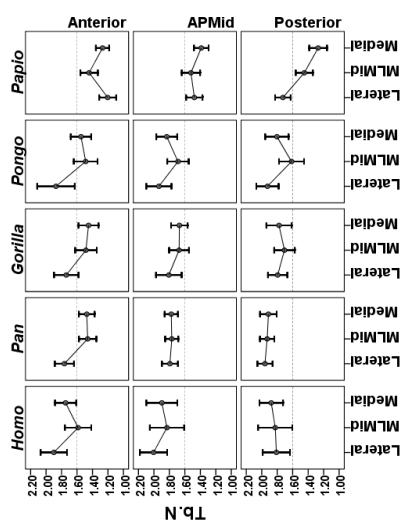 Anterior APMid Posterior
Papio
Medial
MLMid
Lateral
Pongo
Medial
MLMid
Lateral
Gorilla
Medial
MLMid
Lateral
Pan
Medial
MLMid
Lateral
Homo
Medial
MLMid
Lateral
2.20 2.00 1.80 1.60 1.40 1.20 1.00 2.20 2.00 1.80 1.60 1.40 1.20 1.00 2.20 2.00 1.80 1.60 1.40 1.20 1.00
Tb.N